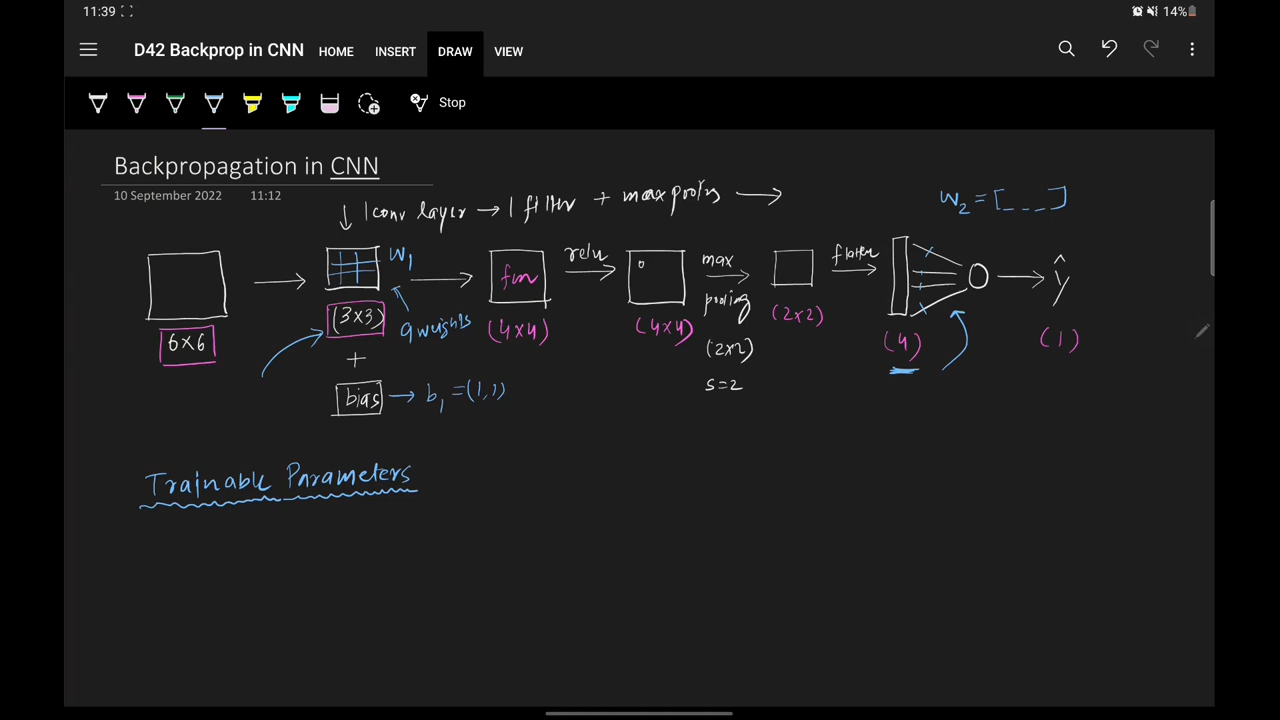 11:39
14%
D42 Backprop in CNN HOME INSERT DRAW VIEW
Stop
Backpropagation in CNN
10 September 2022 11:12
↓ 1 conv layer → 1 filter + maxpooling →
W2 = [_ _ _ _]
W1
fm
relu
max
pooling
(2x2)
s=2
flatten
ŷ
6x6
(3x3)
9 weights
(4x4)
(4x4)
(2x2)
(4)
(1)
+
bias → b1 = (1,1)
Trainable Parameters